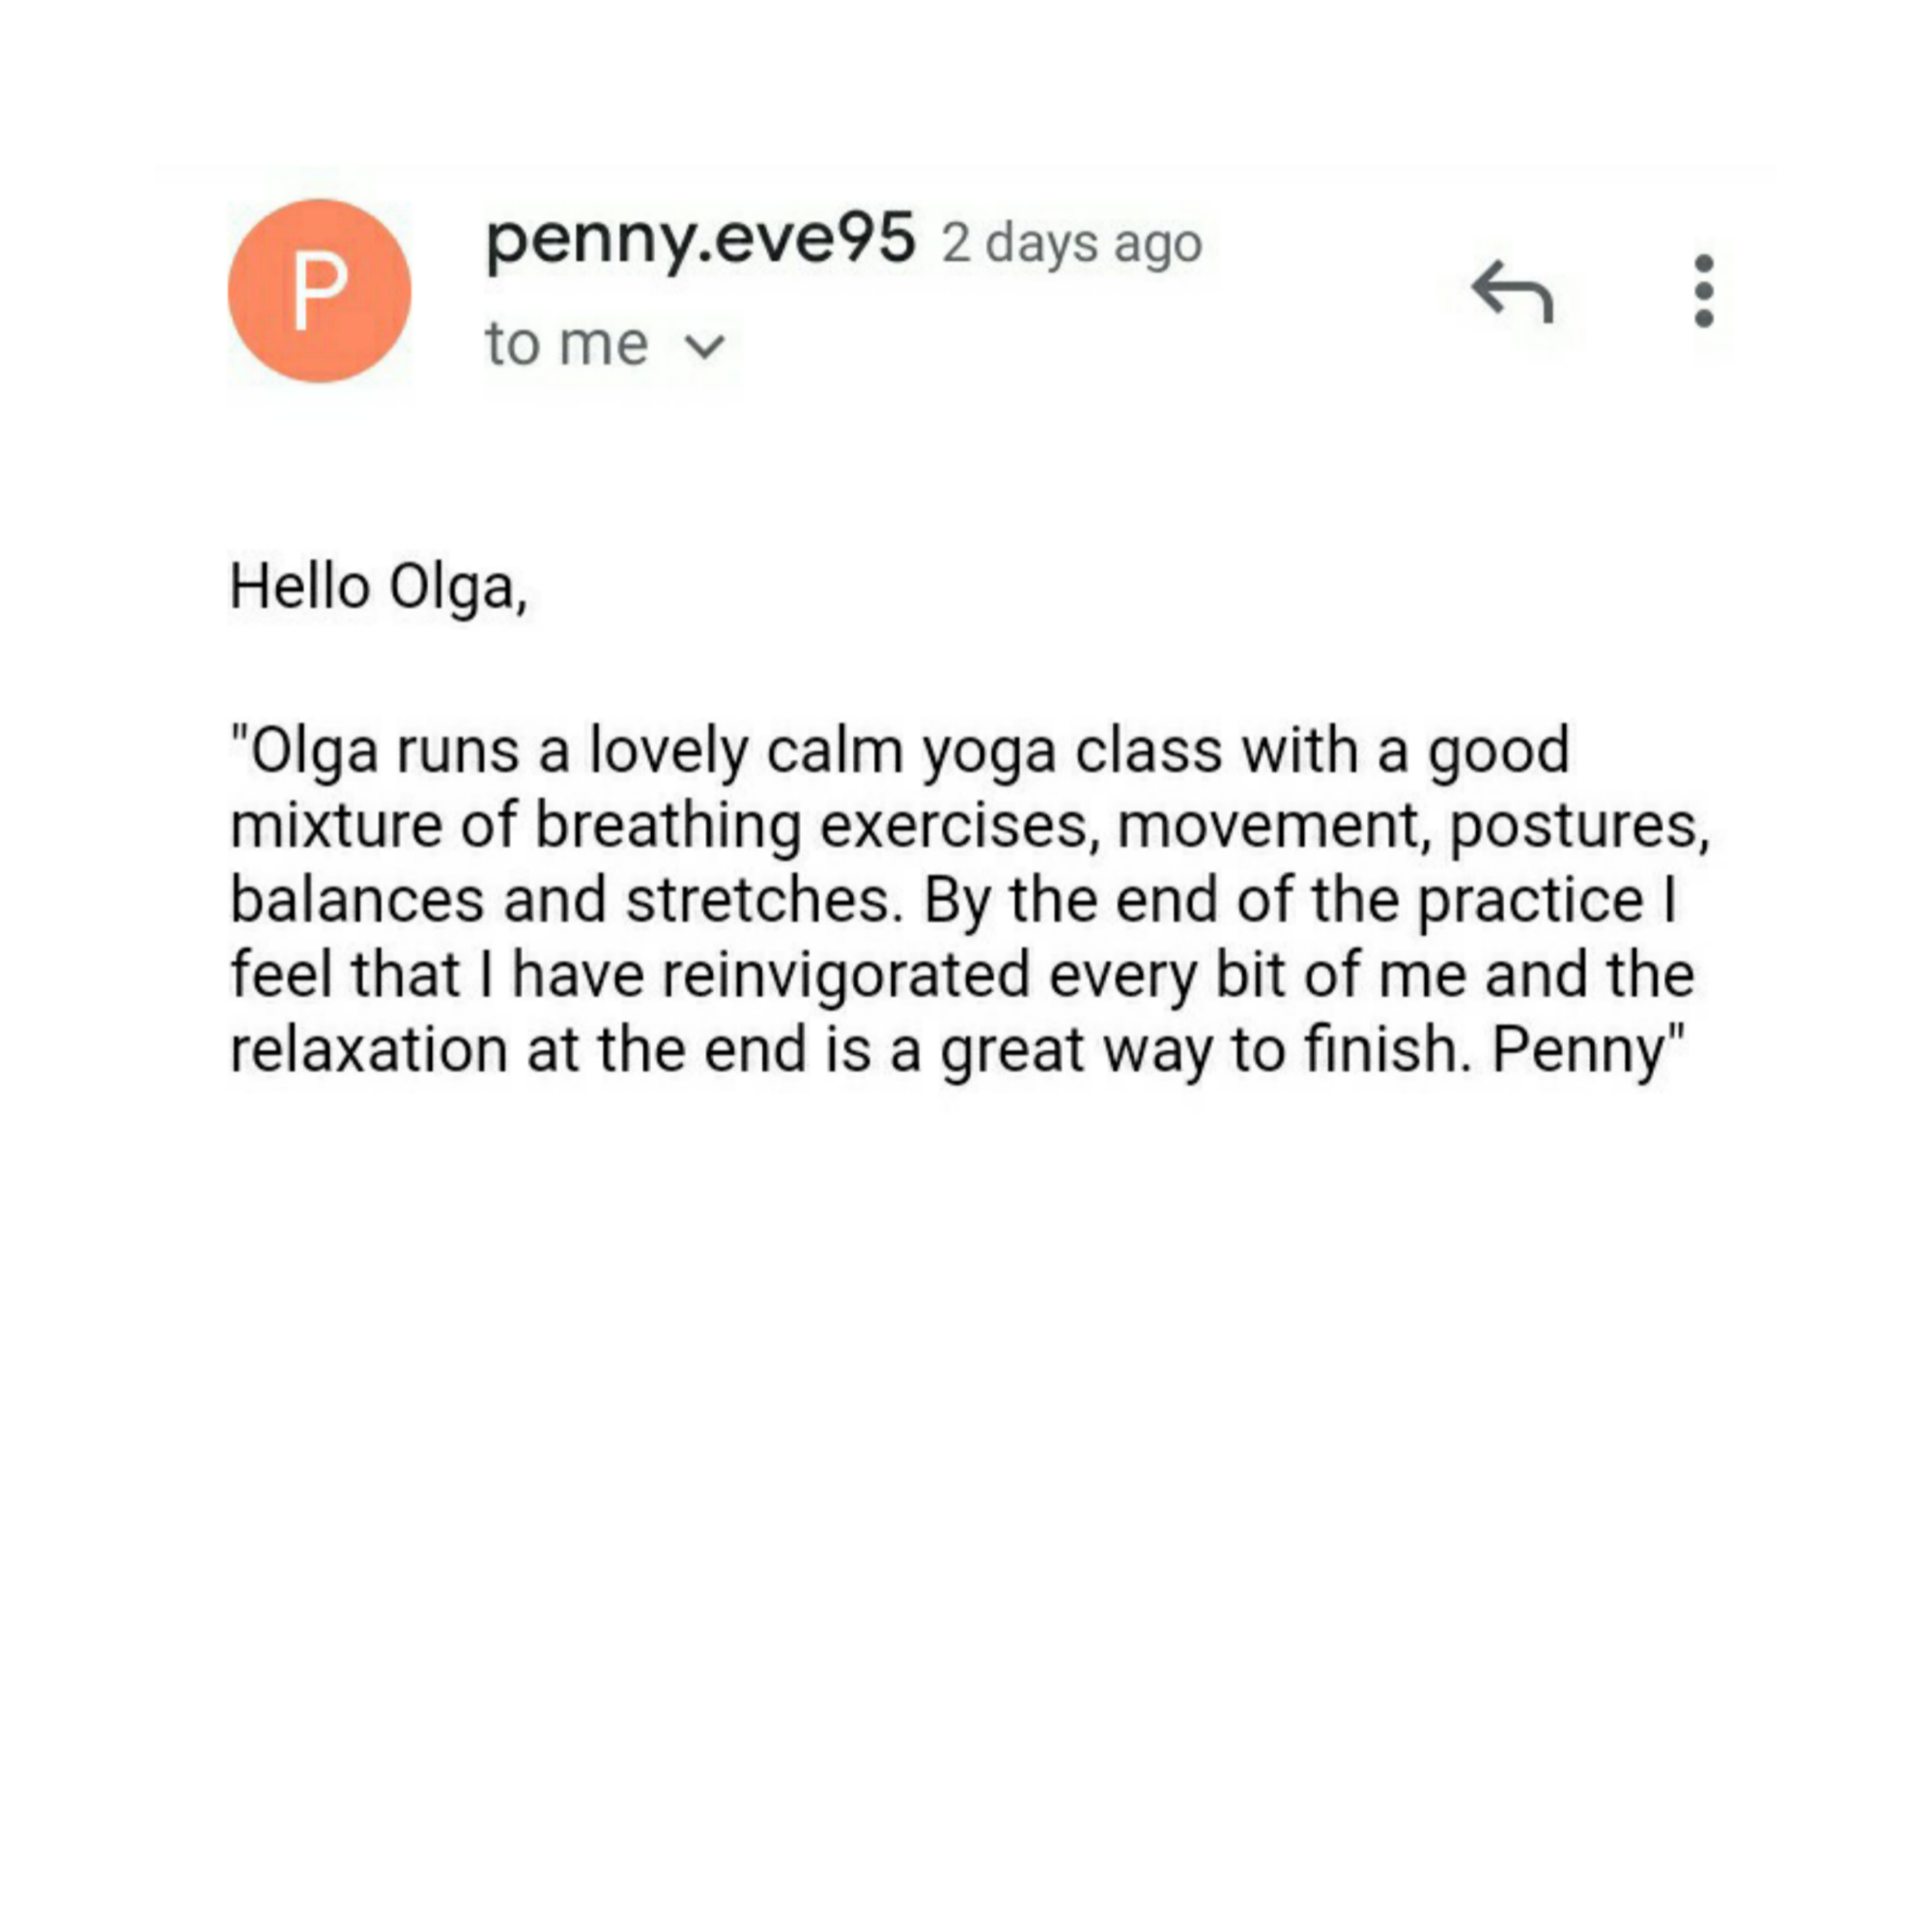 P
penny.eve95 2 days ago
to me
Hello Olga,
"Olga runs a lovely calm yoga class with a good
mixture of breathing exercises, movement, postures,
balances and stretches. By the end of the practice I
feel that I have reinvigorated every bit of me and the
relaxation at the end is a great way to finish. Penny"